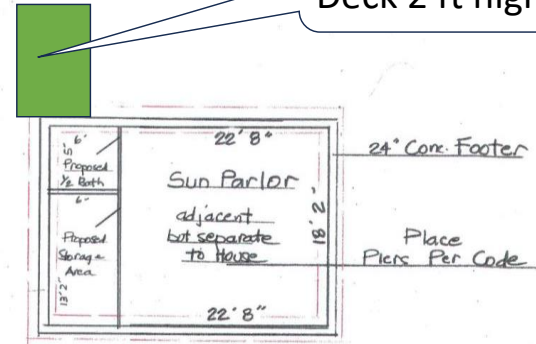 Deck 2 ft hig
6'
5'
Proposed
1/2 Bath
6'
Proposed
Storage
Area
13'2"
22'8"
Sun Parlor
adjacent
but separate
to House
18'2"
22'8"
24" Conc. Footer
Place
Piers Per Code